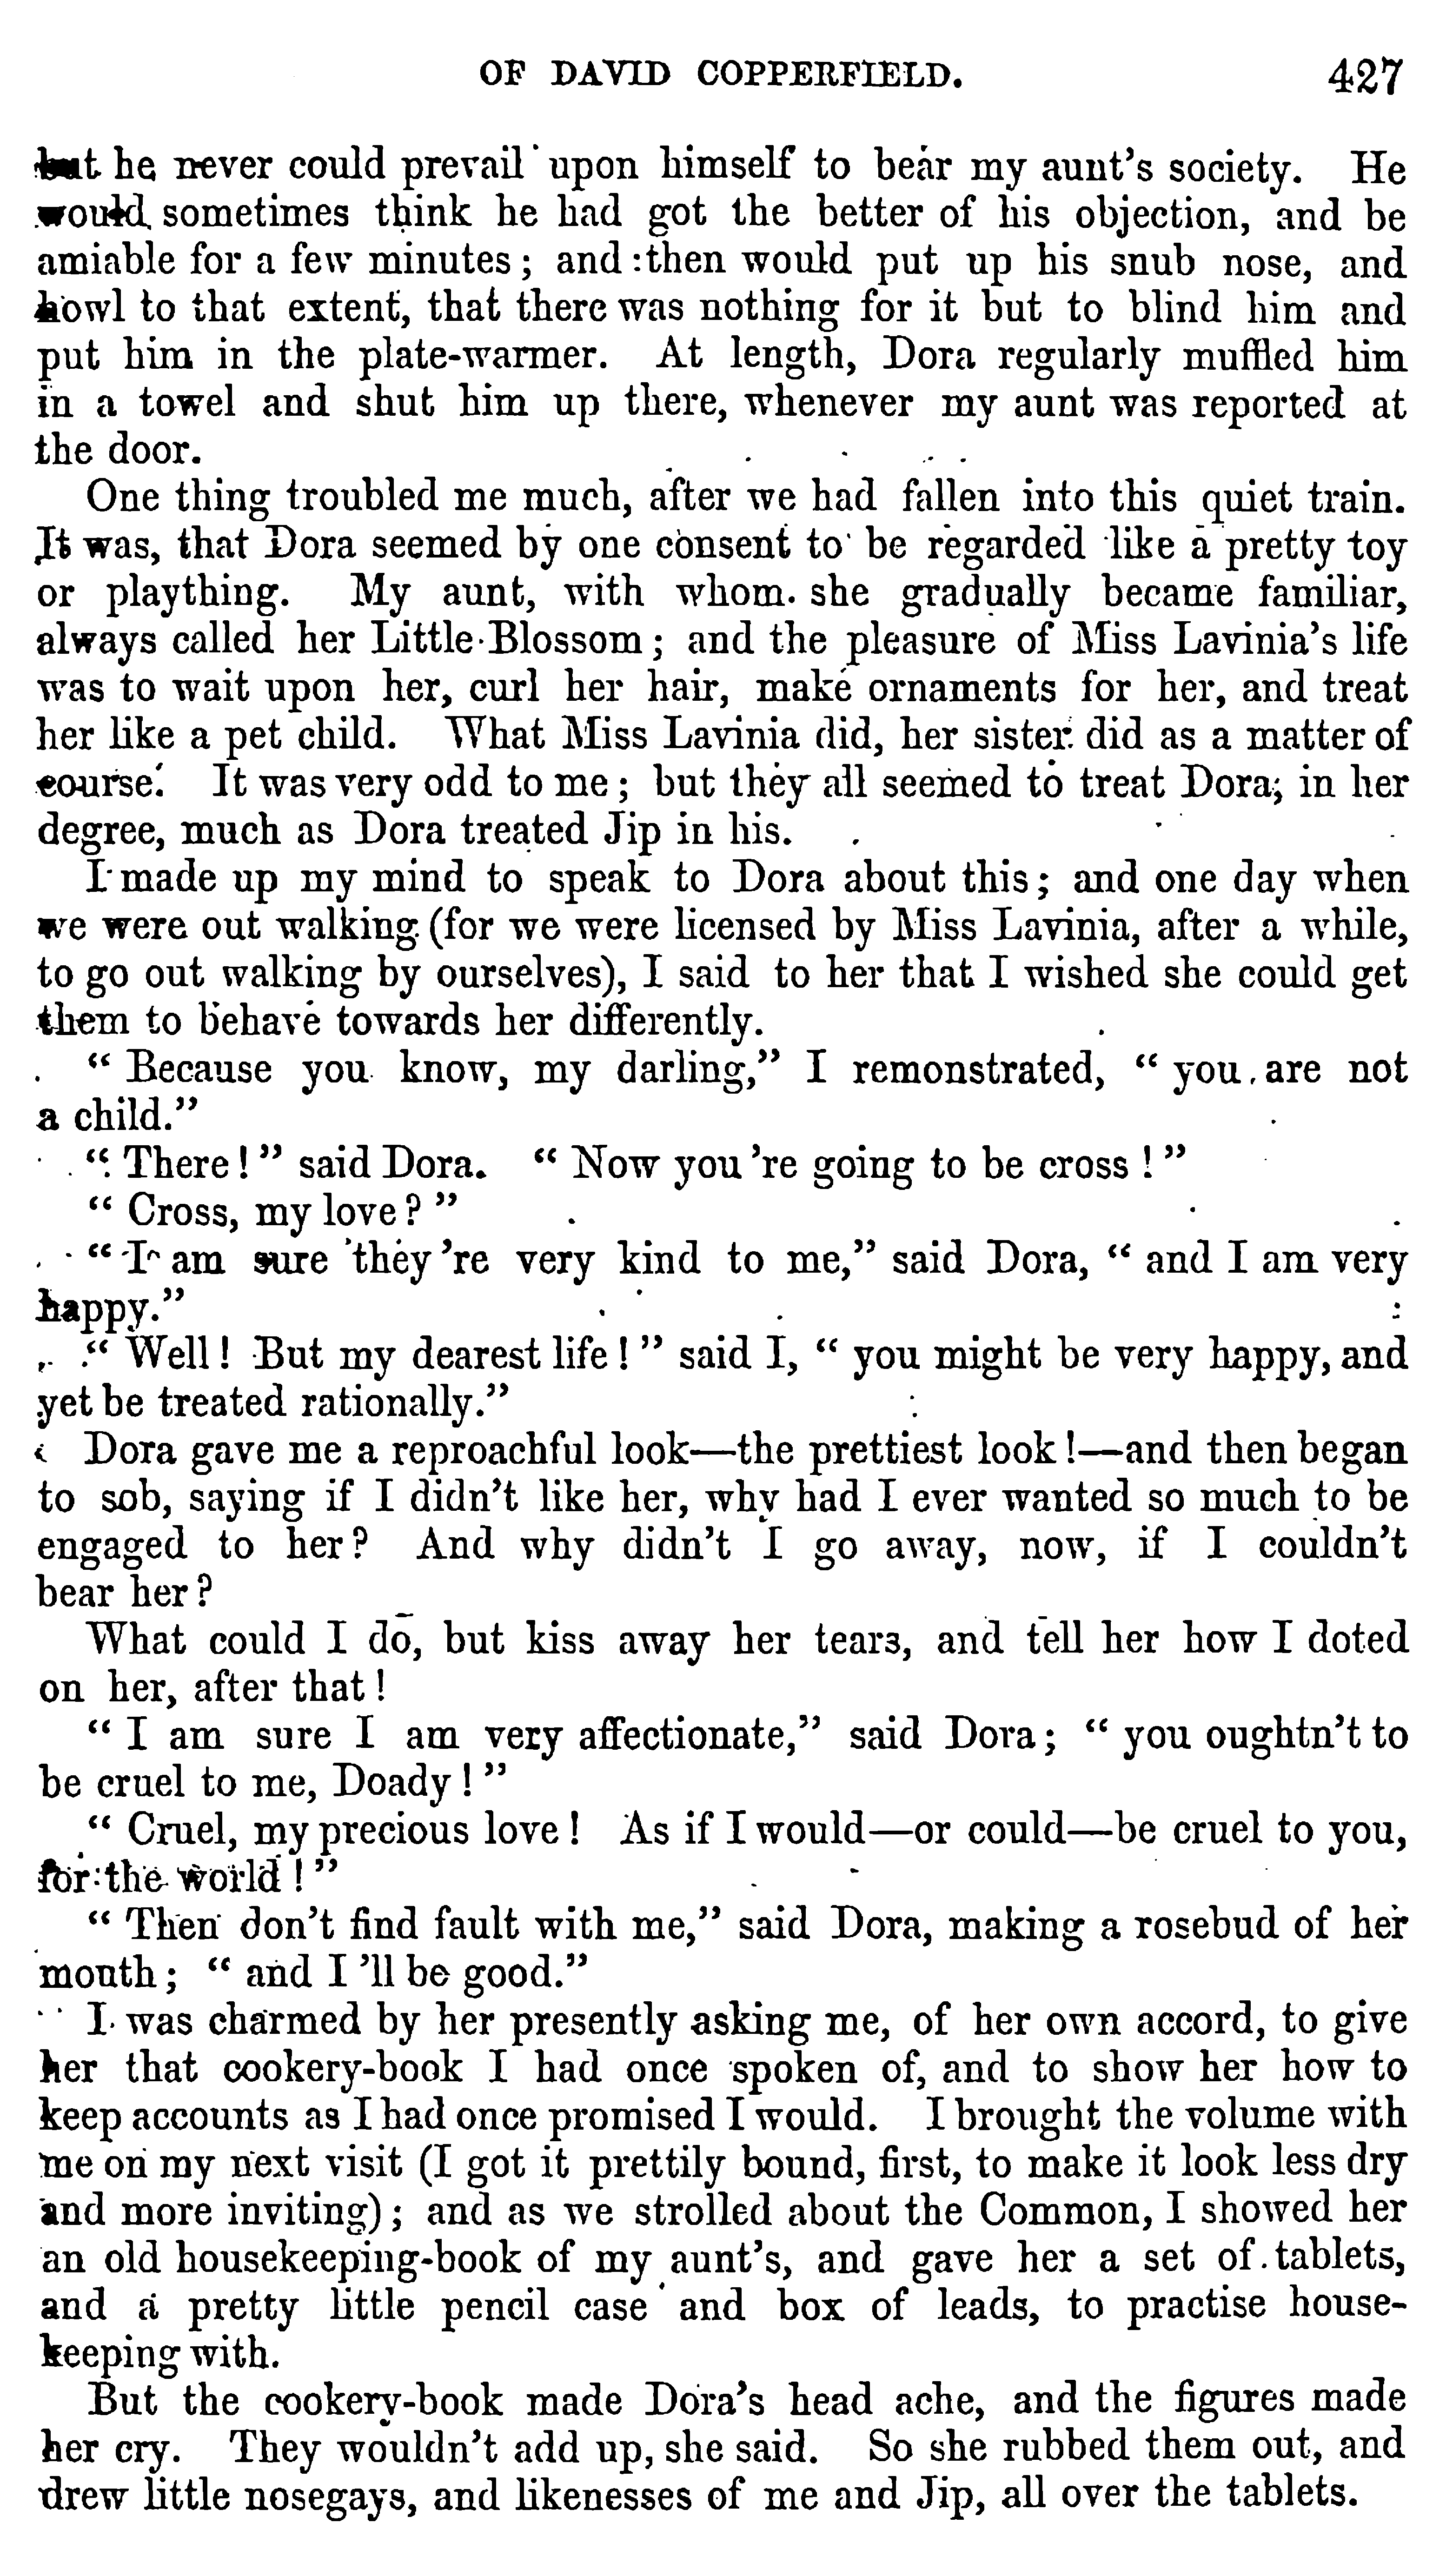 OF DAVID COPPERFIELD. 427
but he never could prevail upon himself to bear my aunt's society. He
would sometimes think he had got the better of his objection, and be
amiable for a few minutes; and then would put up his snub nose, and
howl to that extent, that there was nothing for it but to blind him and
put him in the plate-warmer. At length, Dora regularly muffled him
in a towel and shut him up there, whenever my aunt was reported at
the door.
One thing troubled me much, after we had fallen into this quiet train.
It was, that Dora seemed by one consent to be regarded like a pretty toy
or plaything. My aunt, with whom she gradually became familiar,
always called her Little Blossom; and the pleasure of Miss Lavinia's life
was to wait upon her, curl her hair, make ornaments for her, and treat
her like a pet child. What Miss Lavinia did, her sister did as a matter of
course. It was very odd to me; but they all seemed to treat Dora, in her
degree, much as Dora treated Jip in his.
I made up my mind to speak to Dora about this; and one day when
we were out walking (for we were licensed by Miss Lavinia, after a while,
to go out walking by ourselves), I said to her that I wished she could get
them to behave towards her differently.
"Because you know, my darling," I remonstrated, "you are not
a child."
"There!" said Dora. "Now you're going to be cross!"
"Cross, my love?"
"I am sure they're very kind to me," said Dora, "and I am very
happy."
"Well! But my dearest life!" said I, "you might be very happy, and
yet be treated rationally."
Dora gave me a reproachful look—the prettiest look!—and then began
to sob, saying if I didn't like her, why had I ever wanted so much to be
engaged to her? And why didn't I go away, now, if I couldn't
bear her?
What could I do, but kiss away her tears, and tell her how I doted
on her, after that!
"I am sure I am very affectionate," said Dora; "you oughtn't to
be cruel to me, Doady!"
"Cruel, my precious love! As if I would—or could—be cruel to you,
for the world!"
"Then don't find fault with me," said Dora, making a rosebud of her
mouth; "and I'll be good."
I was charmed by her presently asking me, of her own accord, to give
her that cookery-book I had once spoken of, and to show her how to
keep accounts as I had once promised I would. I brought the volume with
me on my next visit (I got it prettily bound, first, to make it look less dry
and more inviting); and as we strolled about the Common, I showed her
an old housekeeping-book of my aunt's, and gave her a set of tablets,
and a pretty little pencil case and box of leads, to practise house-
keeping with.
But the cookery-book made Dora's head ache, and the figures made
her cry. They wouldn't add up, she said. So she rubbed them out, and
drew little nosegays, and likenesses of me and Jip, all over the tablets.